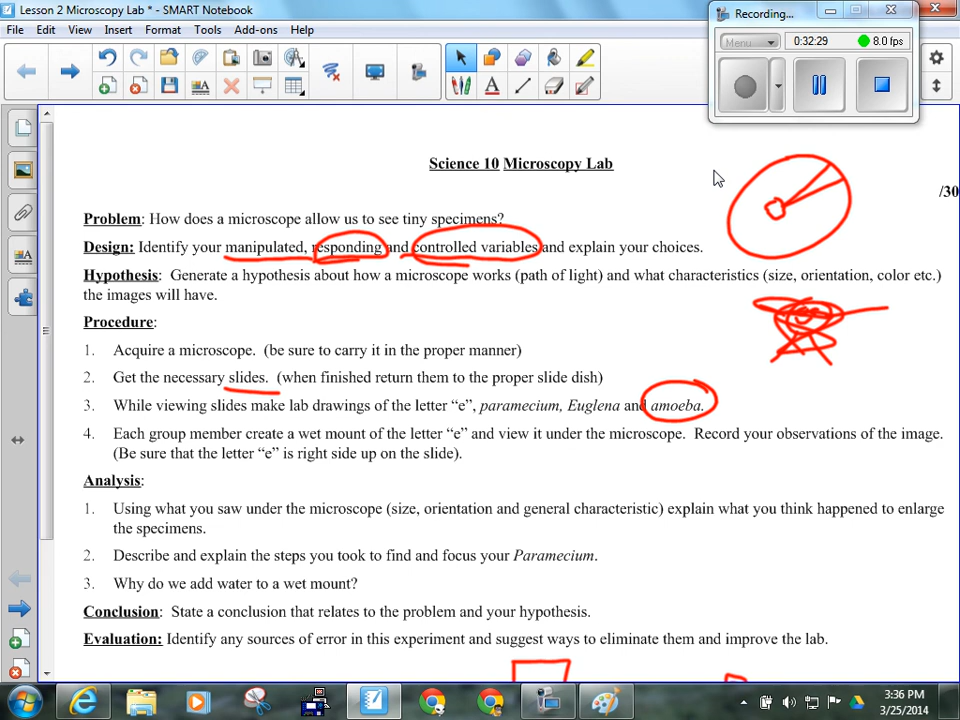 Lesson 2 Microscopy Lab * - SMART Notebook
File Edit View Insert Format Tools Add-ons Help
Recording...
Menu 0:32:29 8.0 fps
Science 10 Microscopy Lab
/30
Problem: How does a microscope allow us to see tiny specimens?
Design: Identify your manipulated, responding and controlled variables and explain your choices.
Hypothesis: Generate a hypothesis about how a microscope works (path of light) and what characteristics (size, orientation, color etc.)
the images will have.
Procedure:
1. Acquire a microscope. (be sure to carry it in the proper manner)
2. Get the necessary slides. (when finished return them to the proper slide dish)
3. While viewing slides make lab drawings of the letter “e”, paramecium, Euglena and amoeba.
4. Each group member create a wet mount of the letter “e” and view it under the microscope. Record your observations of the image.
(Be sure that the letter “e” is right side up on the slide).
Analysis:
1. Using what you saw under the microscope (size, orientation and general characteristic) explain what you think happened to enlarge
the specimens.
2. Describe and explain the steps you took to find and focus your Paramecium.
3. Why do we add water to a wet mount?
Conclusion: State a conclusion that relates to the problem and your hypothesis.
Evaluation: Identify any sources of error in this experiment and suggest ways to eliminate them and improve the lab.
3:36 PM
3/25/2014